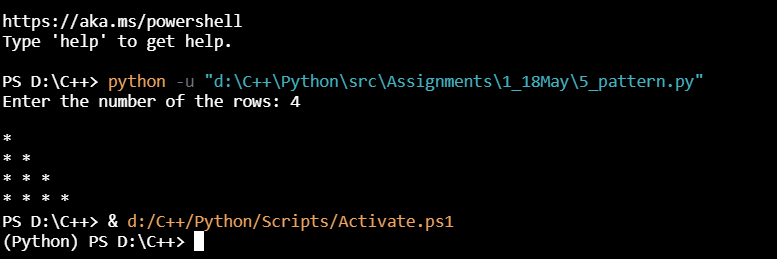 https://aka.ms/powershell
Type 'help' to get help.
PS D:\C++> python -u "d:\C++\Python\src\Assignments\1_18May\5_pattern.py"
Enter the number of the rows: 4
*
* *
* * *
* * * *
PS D:\C++> & d:/C++/Python/Scripts/Activate.ps1
(Python) PS D:\C++>